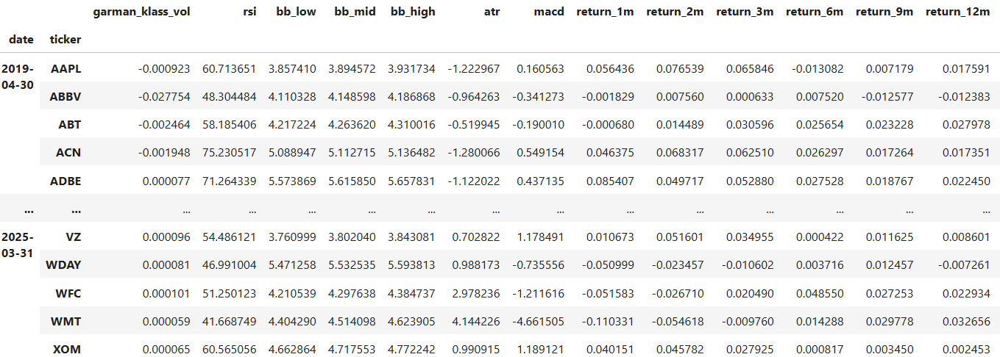 garman_klass_vol rsi bb_low bb_mid bb_high atr macd return_1m return_2m return_3m return_6m return_9m return_12m
date ticker
2019-04-30 AAPL -0.000923 60.713651 3.857410 3.894572 3.931734 -1.222967 0.160563 0.056436 0.076539 0.065846 -0.013082 0.007179 0.017591
ABBV -0.027754 48.304484 4.110328 4.148598 4.186868 -0.964263 -0.341273 -0.001829 0.007560 0.000633 0.007520 -0.012577 -0.012383
ABT -0.002464 58.185406 4.217224 4.263620 4.310016 -0.519945 -0.190010 -0.000680 0.014489 0.030596 0.025654 0.023228 0.027978
ACN -0.001948 75.230517 5.088947 5.112715 5.136482 -1.280066 0.549154 0.046375 0.068317 0.062510 0.026297 0.017264 0.017351
ADBE 0.000077 71.264339 5.573869 5.615850 5.657831 -1.122022 0.437135 0.085407 0.049717 0.052880 0.027528 0.018767 0.022450
... ... ... ... ... ... ... ... ... ... ... ... ... ... ...
2025-03-31 VZ 0.000096 54.486121 3.760999 3.802040 3.843081 0.702822 1.178491 0.010673 0.051601 0.034955 0.000422 0.011625 0.008601
WDAY 0.000081 46.991004 5.471258 5.532535 5.593813 0.988173 -0.735556 -0.050999 -0.023457 -0.010602 0.003716 0.012457 -0.007261
WFC 0.000101 51.250123 4.210539 4.297638 4.384737 2.978236 -1.211616 -0.051583 -0.026710 0.020490 0.048550 0.027253 0.022934
WMT 0.000059 41.668749 4.404290 4.514098 4.623905 4.144226 -4.661505 -0.110331 -0.054618 -0.009760 0.014288 0.029778 0.032656
XOM 0.000065 60.565056 4.662864 4.717553 4.772242 0.990915 1.189121 0.040151 0.045782 0.027925 0.000817 0.003450 0.002453